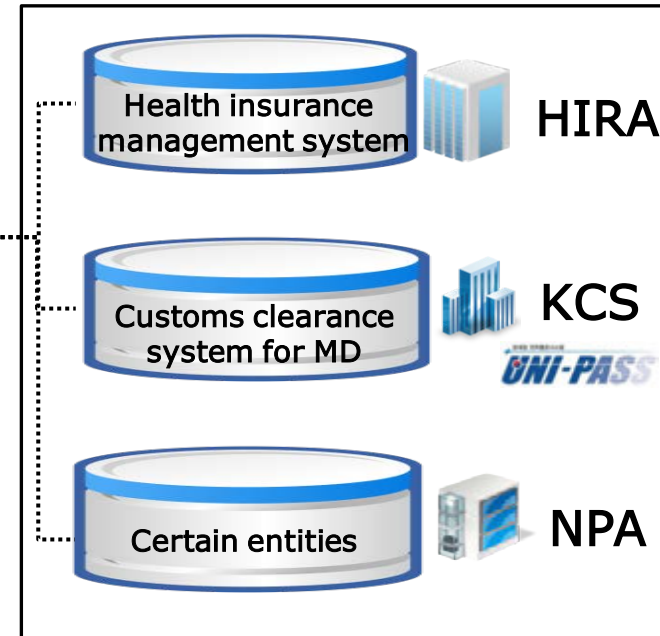 Health insurance
management system
HIRA
Customs clearance
system for MD
KCS
UNI-PASS
Certain entities
NPA